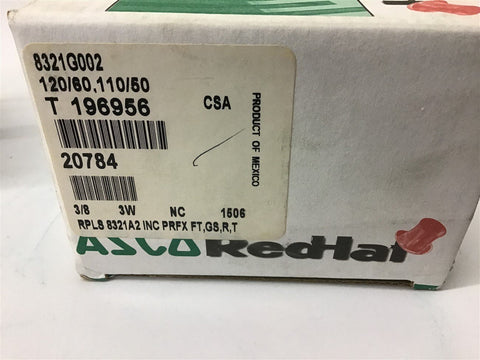 8321G002
120/60,110/50
T 196956 CSA
20784
3/8 3W NC 1506
RPLS 8321A2 INC PRFX FT,GS,R,T
PRODUCT OF MEXICO
ASCO RedHat